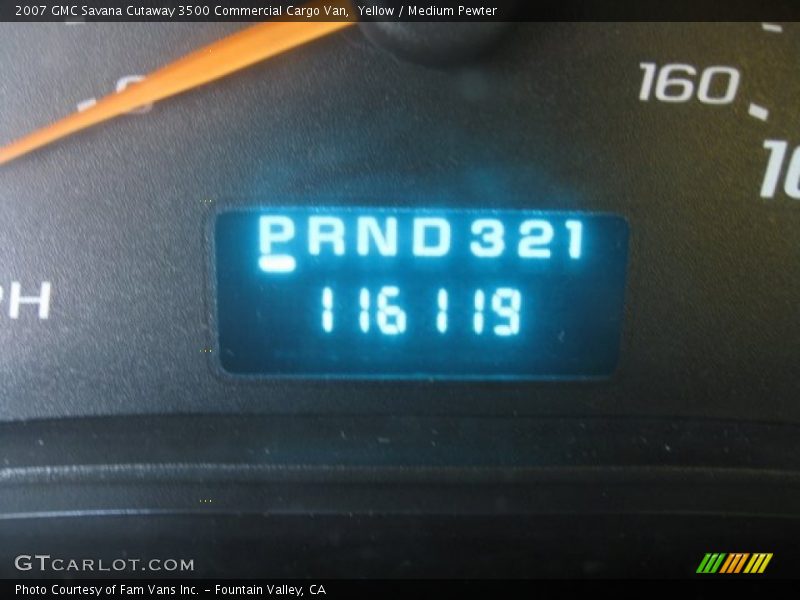 2007 GMC Savana Cutaway 3500 Commercial Cargo Van,  Yellow / Medium Pewter
160
PRND321
116119
GTCARLOT.COM
Photo Courtesy of Fam Vans Inc. – Fountain Valley, CA